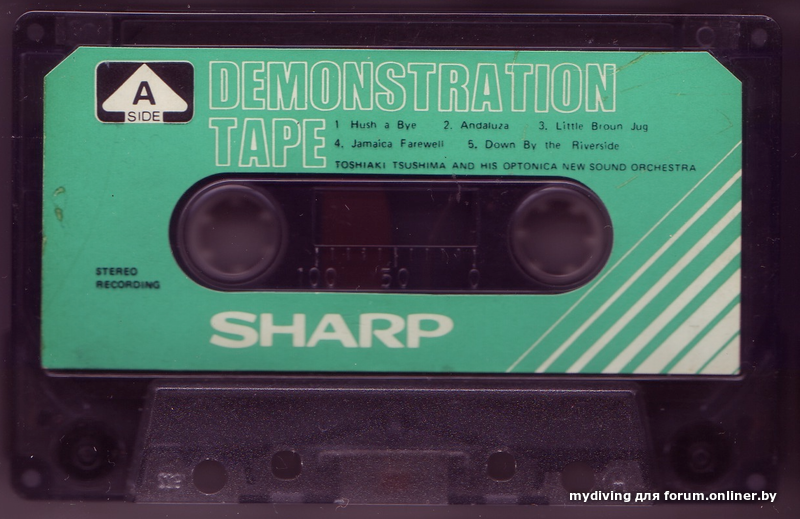 A
SIDE
DEMONSTRATION
TAPE
1 Hush a Bye 2. Andaluza 3. Little Broun Jug
4. Jamaica Farewell 5. Down By the Riverside
TOSHIAKI TSUSHIMA AND HIS OPTONICA NEW SOUND ORCHESTRA
100 50 0
STEREO
RECORDING
SHARP
mydiving для forum.onliner.by